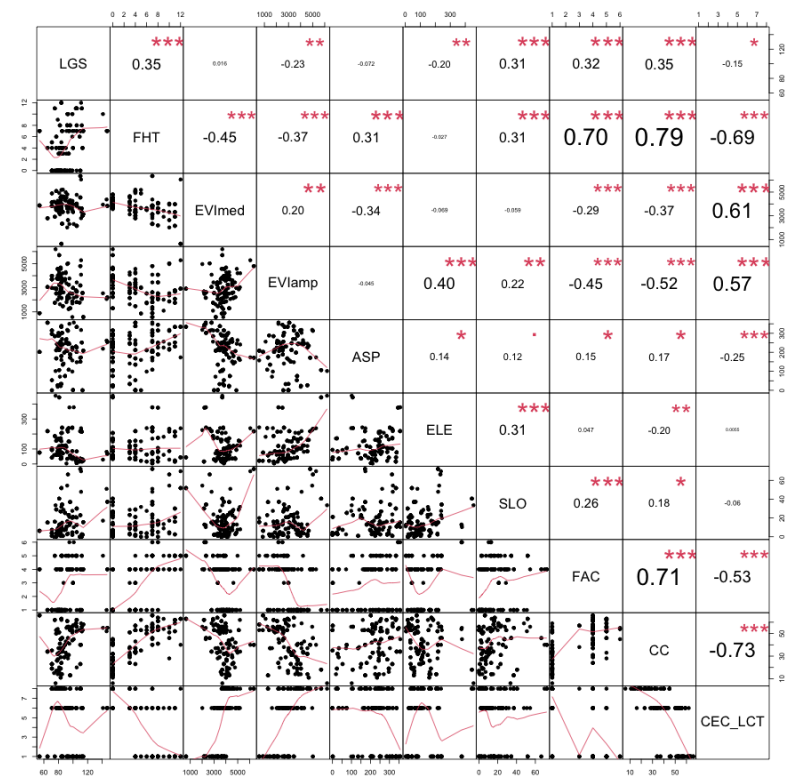 0 2 4 6 8 12 1000 3000 5000 0 100 300 1 2 3 4 5 6 1 3 5 7
LGS 0.35 *** 0.016 -0.23 ** -0.072 -0.20 ** 0.31 *** 0.32 *** 0.35 *** -0.15 * 60 80 120
0 2 4 6 8 12 FHT -0.45 *** -0.37 *** 0.31 *** -0.027 0.31 *** 0.70 *** 0.79 *** -0.69 ***
EVImed 0.20 ** -0.34 *** -0.069 -0.059 -0.29 *** -0.37 *** 0.61 *** 1000 3000 5000
1000 3000 5000 EVIamp -0.045 0.40 *** 0.22 ** -0.45 *** -0.52 *** 0.57 ***
ASP 0.14 * 0.12 . 0.15 * 0.17 * -0.25 *** 0 100 200 300
0 100 300 ELE 0.31 *** 0.047 -0.20 **
SLO 0.26 *** 0.18 * -0.06 0 20 40 60
1 2 3 4 5 6 FAC 0.71 *** -0.53 ***
CC -0.73 *** 10 30 50
1 3 5 7 CEC_LCT
60 80 120 1000 3000 5000 0 100 200 300 0 20 40 60 10 30 50